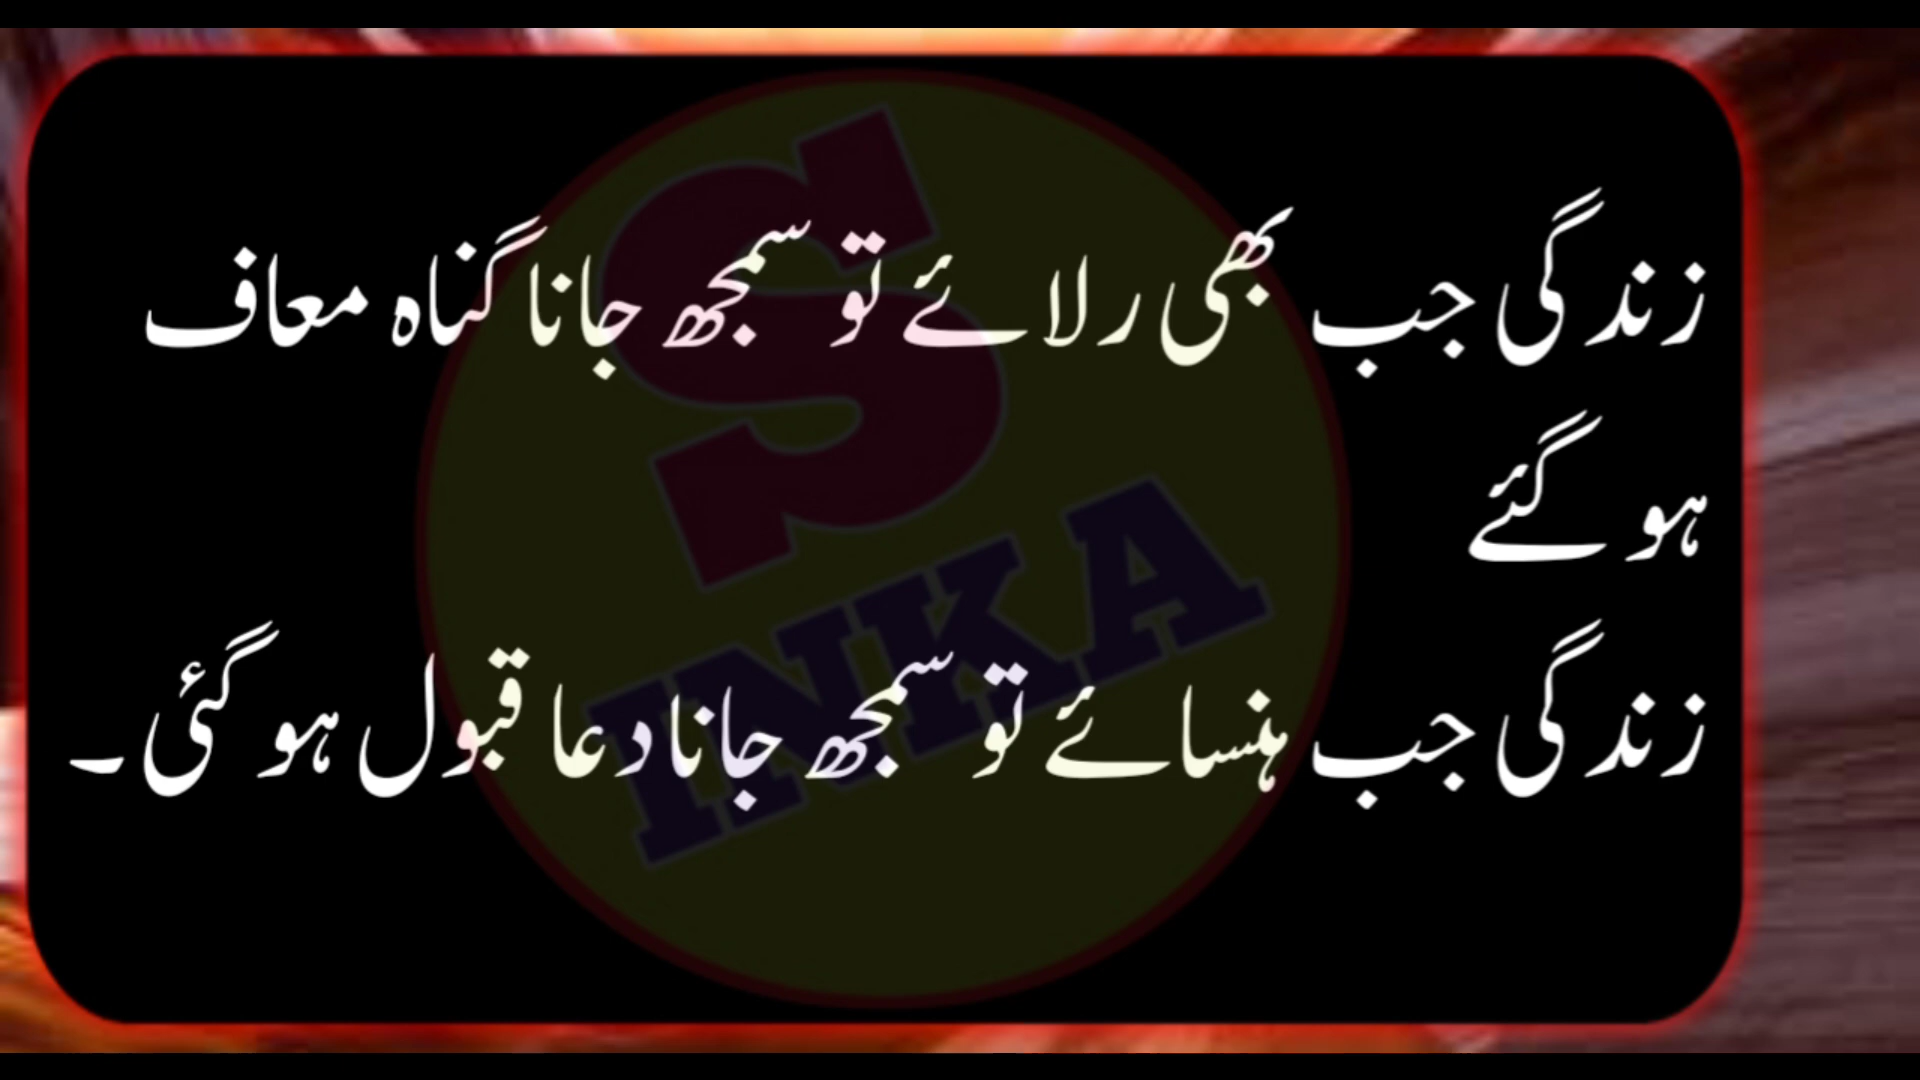 زندگی جب بھی رلائے تو سمجھ جانا گناہ معاف
ہو گئے
زندگی جب ہنسائے تو سمجھ جانا دعا قبول ہو گئی۔
S
INKA